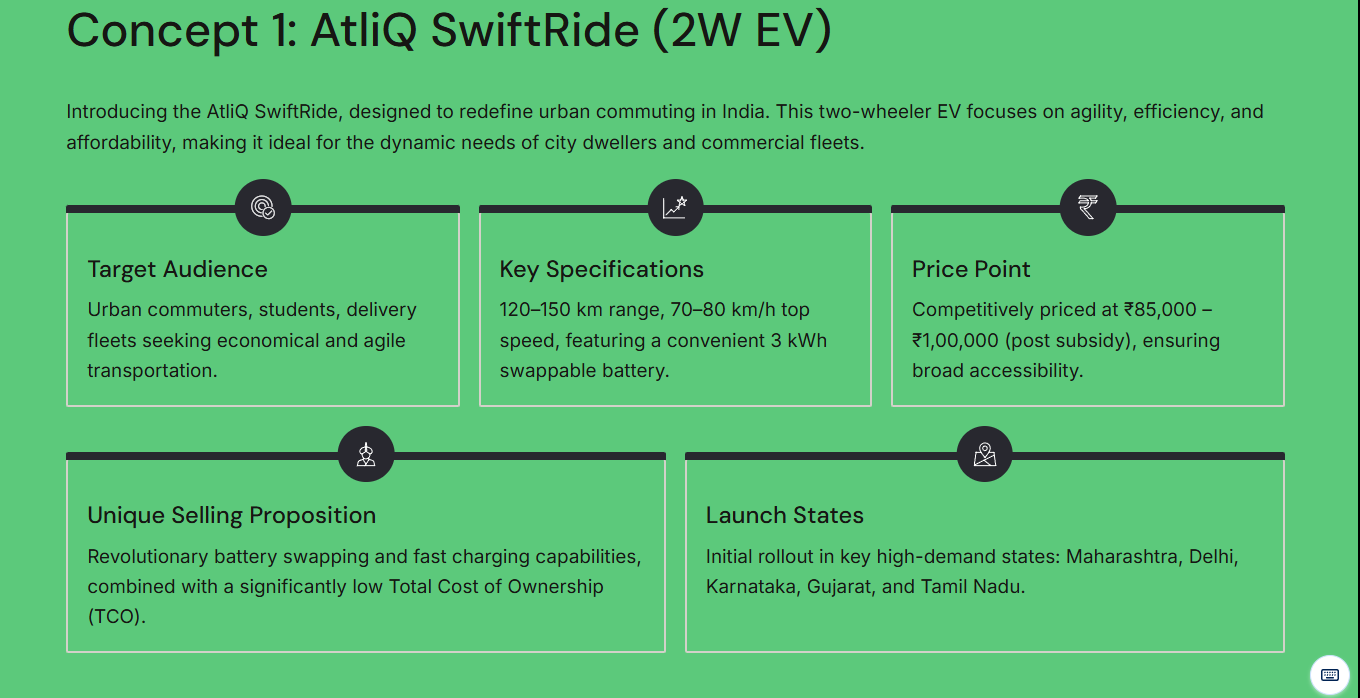 Concept 1: AtliQ SwiftRide (2W EV)
Introducing the AtliQ SwiftRide, designed to redefine urban commuting in India. This two-wheeler EV focuses on agility, efficiency, and
affordability, making it ideal for the dynamic needs of city dwellers and commercial fleets.
Target Audience
Urban commuters, students, delivery
fleets seeking economical and agile
transportation.
Key Specifications
120–150 km range, 70–80 km/h top
speed, featuring a convenient 3 kWh
swappable battery.
Price Point
Competitively priced at ₹85,000 –
₹1,00,000 (post subsidy), ensuring
broad accessibility.
Unique Selling Proposition
Revolutionary battery swapping and fast charging capabilities,
combined with a significantly low Total Cost of Ownership
(TCO).
Launch States
Initial rollout in key high-demand states: Maharashtra, Delhi,
Karnataka, Gujarat, and Tamil Nadu.